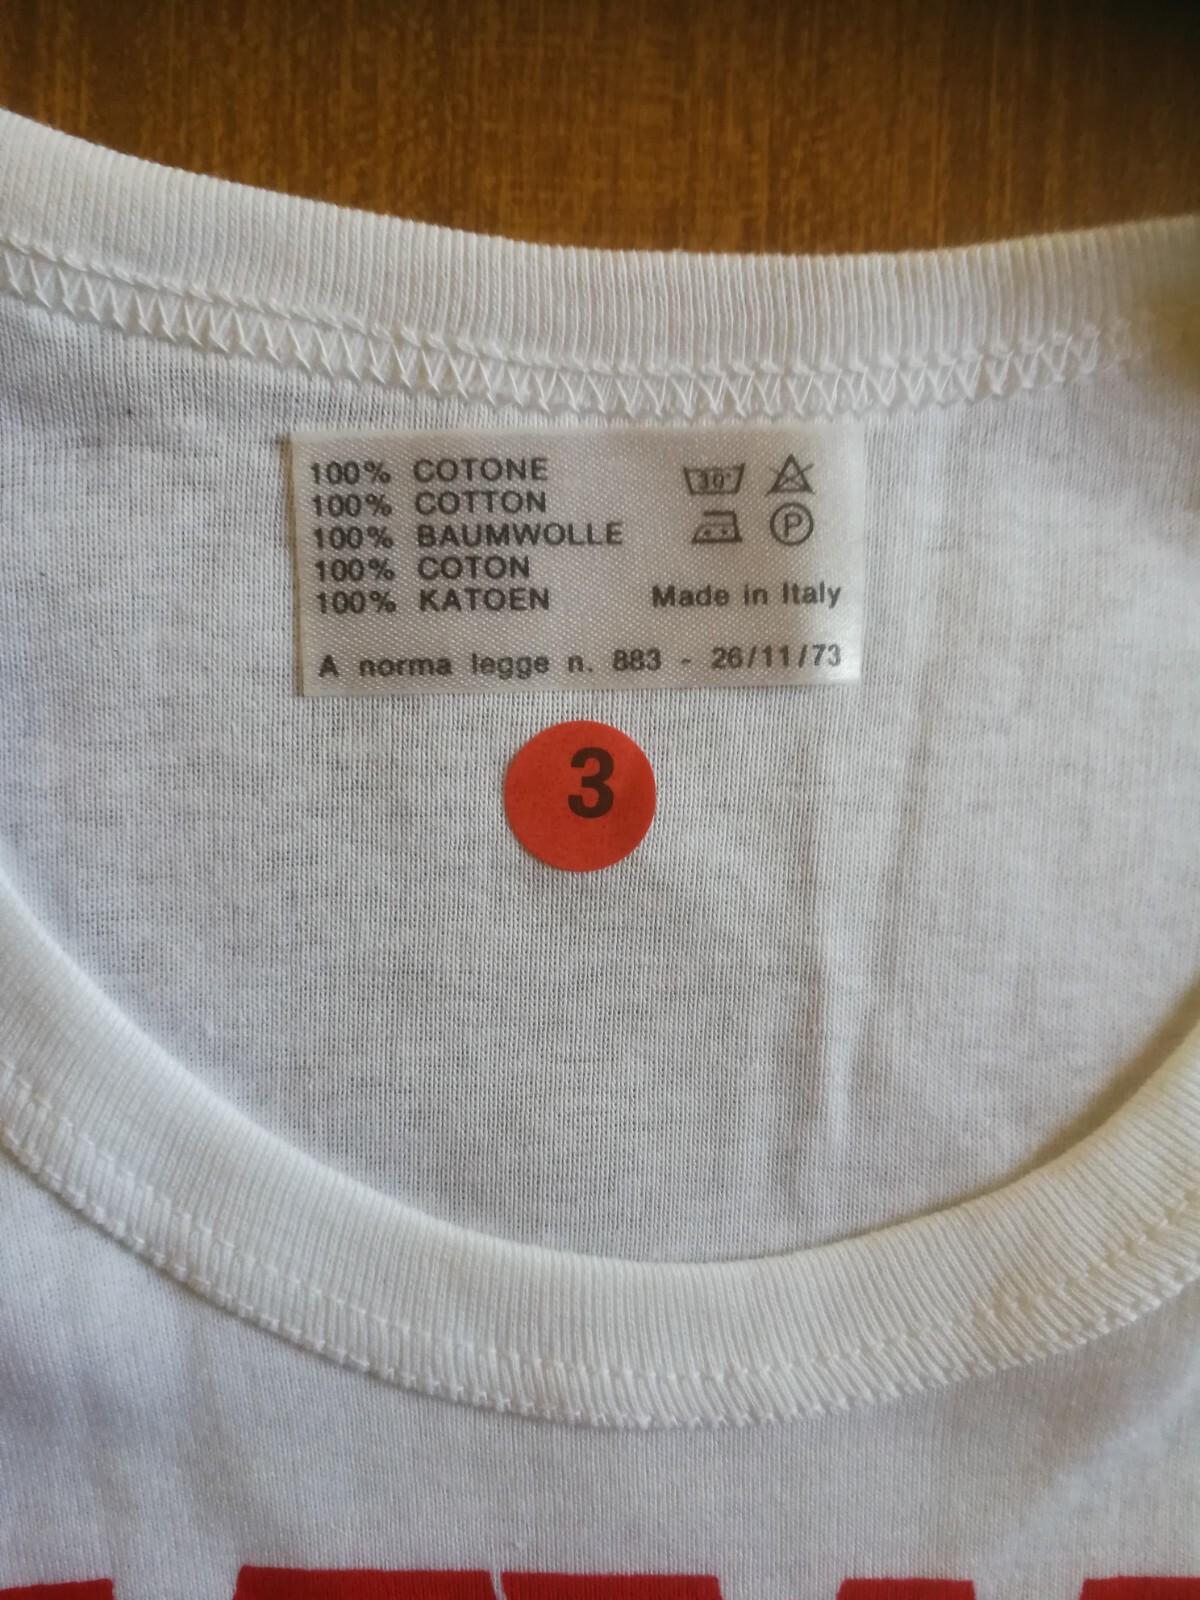 100% COTONE
100% COTTON
100% BAUMWOLLE
100% COTON
100% KATOEN
30°
P
Made in Italy
A norma legge n. 883 - 26/11/73
3